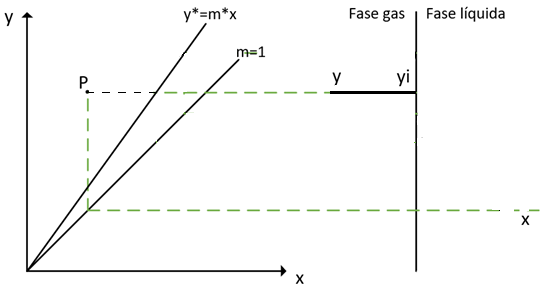 y
y*=m*x
m=1
P
x
Fase gas
Fase líquida
y
yi
x